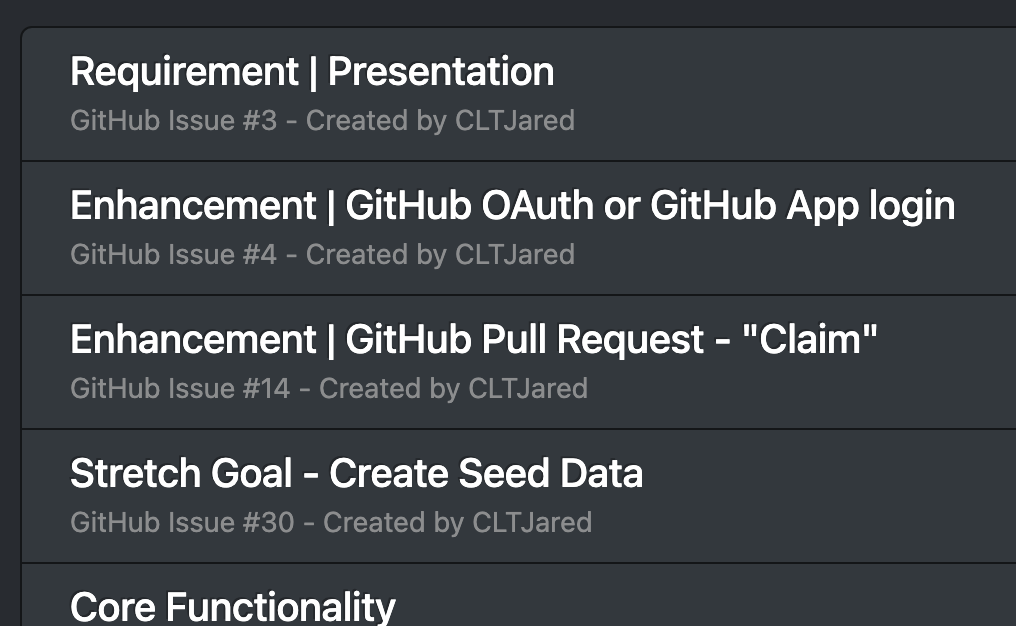 Requirement | Presentation
GitHub Issue #3 - Created by CLTJared
Enhancement | GitHub OAuth or GitHub App login
GitHub Issue #4 - Created by CLTJared
Enhancement | GitHub Pull Request - "Claim"
GitHub Issue #14 - Created by CLTJared
Stretch Goal - Create Seed Data
GitHub Issue #30 - Created by CLTJared
Core Functionality